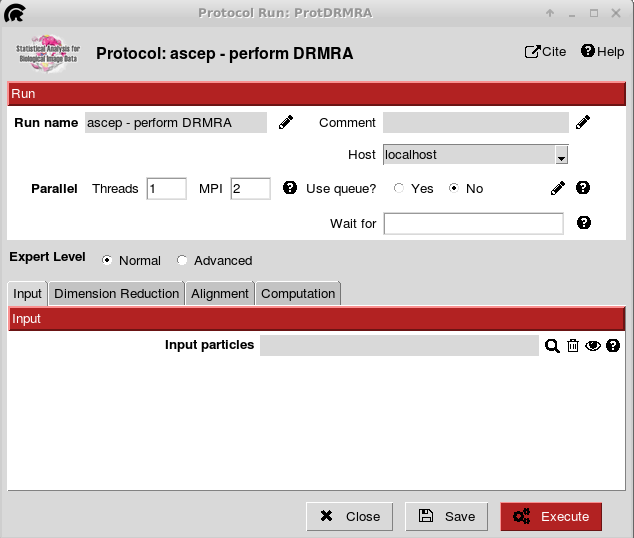 Protocol Run: ProtDRMRA
Statistical Analysis for
Biological Image Data
Protocol: ascep - perform DRMRA
Cite
Help
Run
Run name ascep - perform DRMRA Comment
Host localhost
Parallel Threads 1 MPI 2 Use queue? Yes No
Wait for
Expert Level Normal Advanced
Input Dimension Reduction Alignment Computation
Input
Input particles
Close Save Execute